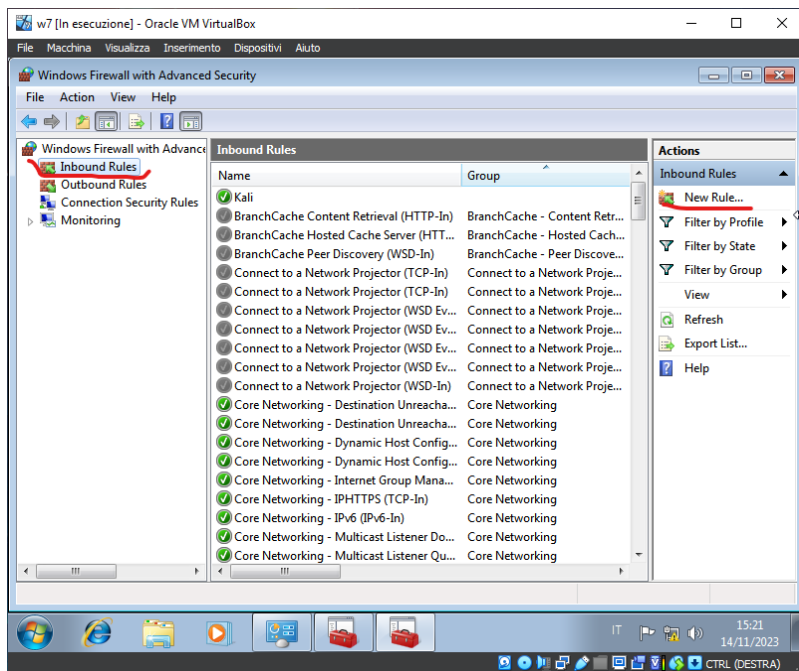 w7 [In esecuzione] - Oracle VM VirtualBox
File Macchina Visualizza Inserimento Dispositivi Aiuto
Windows Firewall with Advanced Security
File Action View Help
Windows Firewall with Advance
Inbound Rules
Outbound Rules
Connection Security Rules
Monitoring
Inbound Rules
Name Group
Kali
BranchCache Content Retrieval (HTTP-In) BranchCache - Content Retr...
BranchCache Hosted Cache Server (HTT... BranchCache - Hosted Cach...
BranchCache Peer Discovery (WSD-In) BranchCache - Peer Discove...
Connect to a Network Projector (TCP-In) Connect to a Network Proje...
Connect to a Network Projector (TCP-In) Connect to a Network Proje...
Connect to a Network Projector (WSD Ev... Connect to a Network Proje...
Connect to a Network Projector (WSD Ev... Connect to a Network Proje...
Connect to a Network Projector (WSD Ev... Connect to a Network Proje...
Connect to a Network Projector (WSD Ev... Connect to a Network Proje...
Connect to a Network Projector (WSD-In) Connect to a Network Proje...
Core Networking - Destination Unreacha... Core Networking
Core Networking - Destination Unreacha... Core Networking
Core Networking - Dynamic Host Config... Core Networking
Core Networking - Dynamic Host Config... Core Networking
Core Networking - Internet Group Mana... Core Networking
Core Networking - IPHTTPS (TCP-In) Core Networking
Core Networking - IPv6 (IPv6-In) Core Networking
Core Networking - Multicast Listener Do... Core Networking
Core Networking - Multicast Listener Qu... Core Networking
Actions
Inbound Rules
New Rule...
Filter by Profile
Filter by State
Filter by Group
View
Refresh
Export List...
Help
IT
15:21
14/11/2023
CTRL (DESTRA)